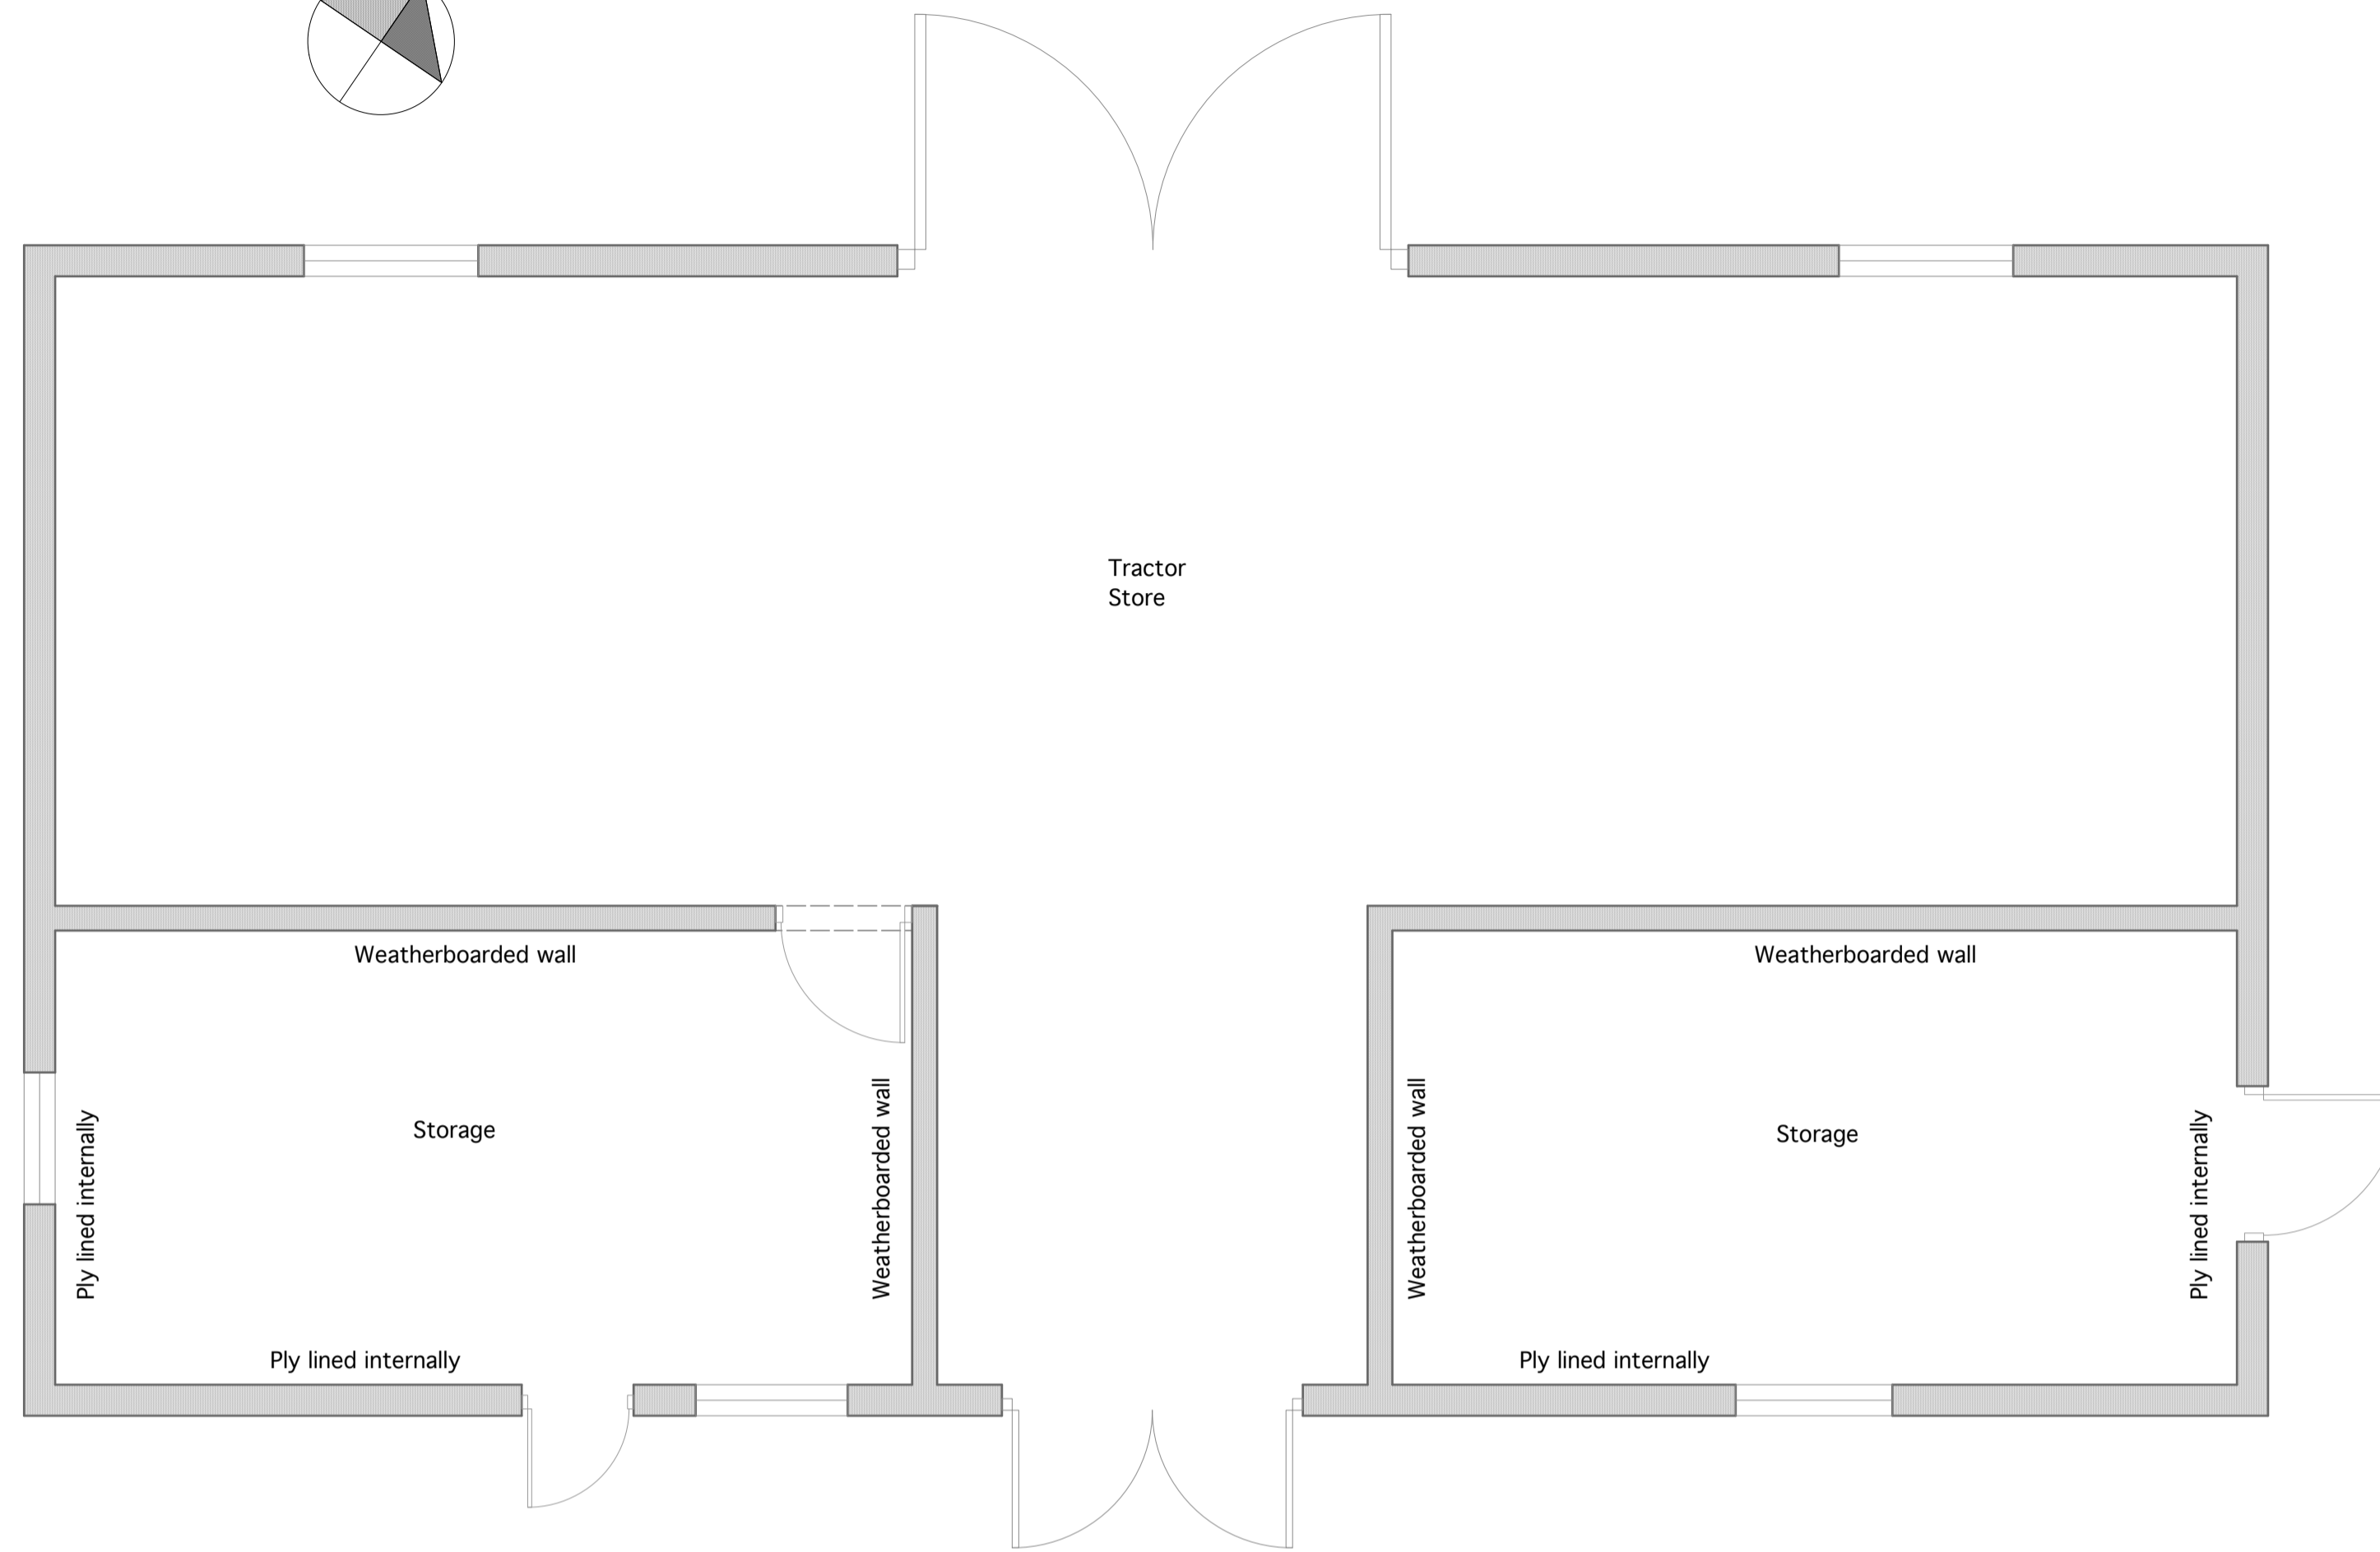 Tractor
Store
Weatherboarded wall
Weatherboarded wall
Storage
Storage
Ply lined internally
Weatherboarded wall
Weatherboarded wall
Ply lined internally
Ply lined internally
Ply lined internally